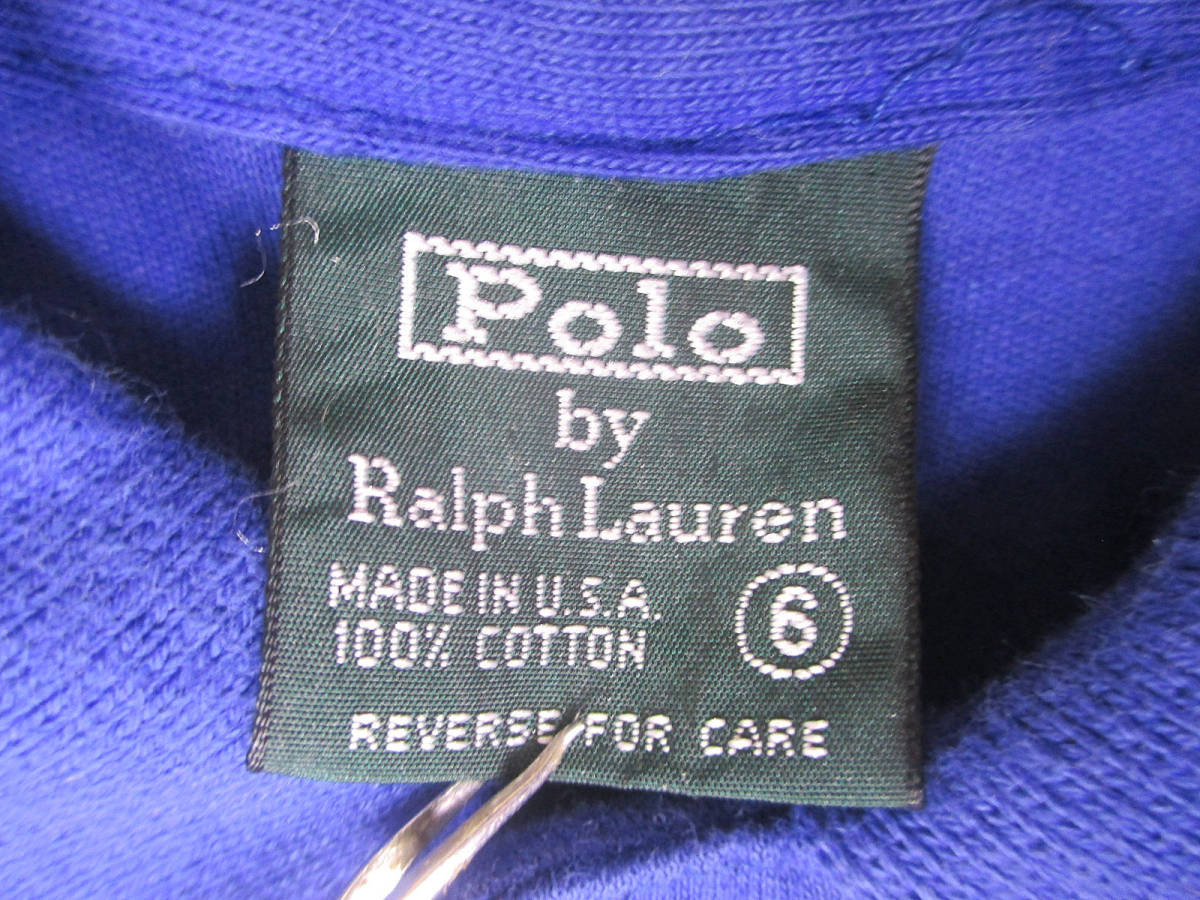 Polo
by
Ralph Lauren
MADE IN U.S.A.
100% COTTON
6
REVERSE FOR CARE